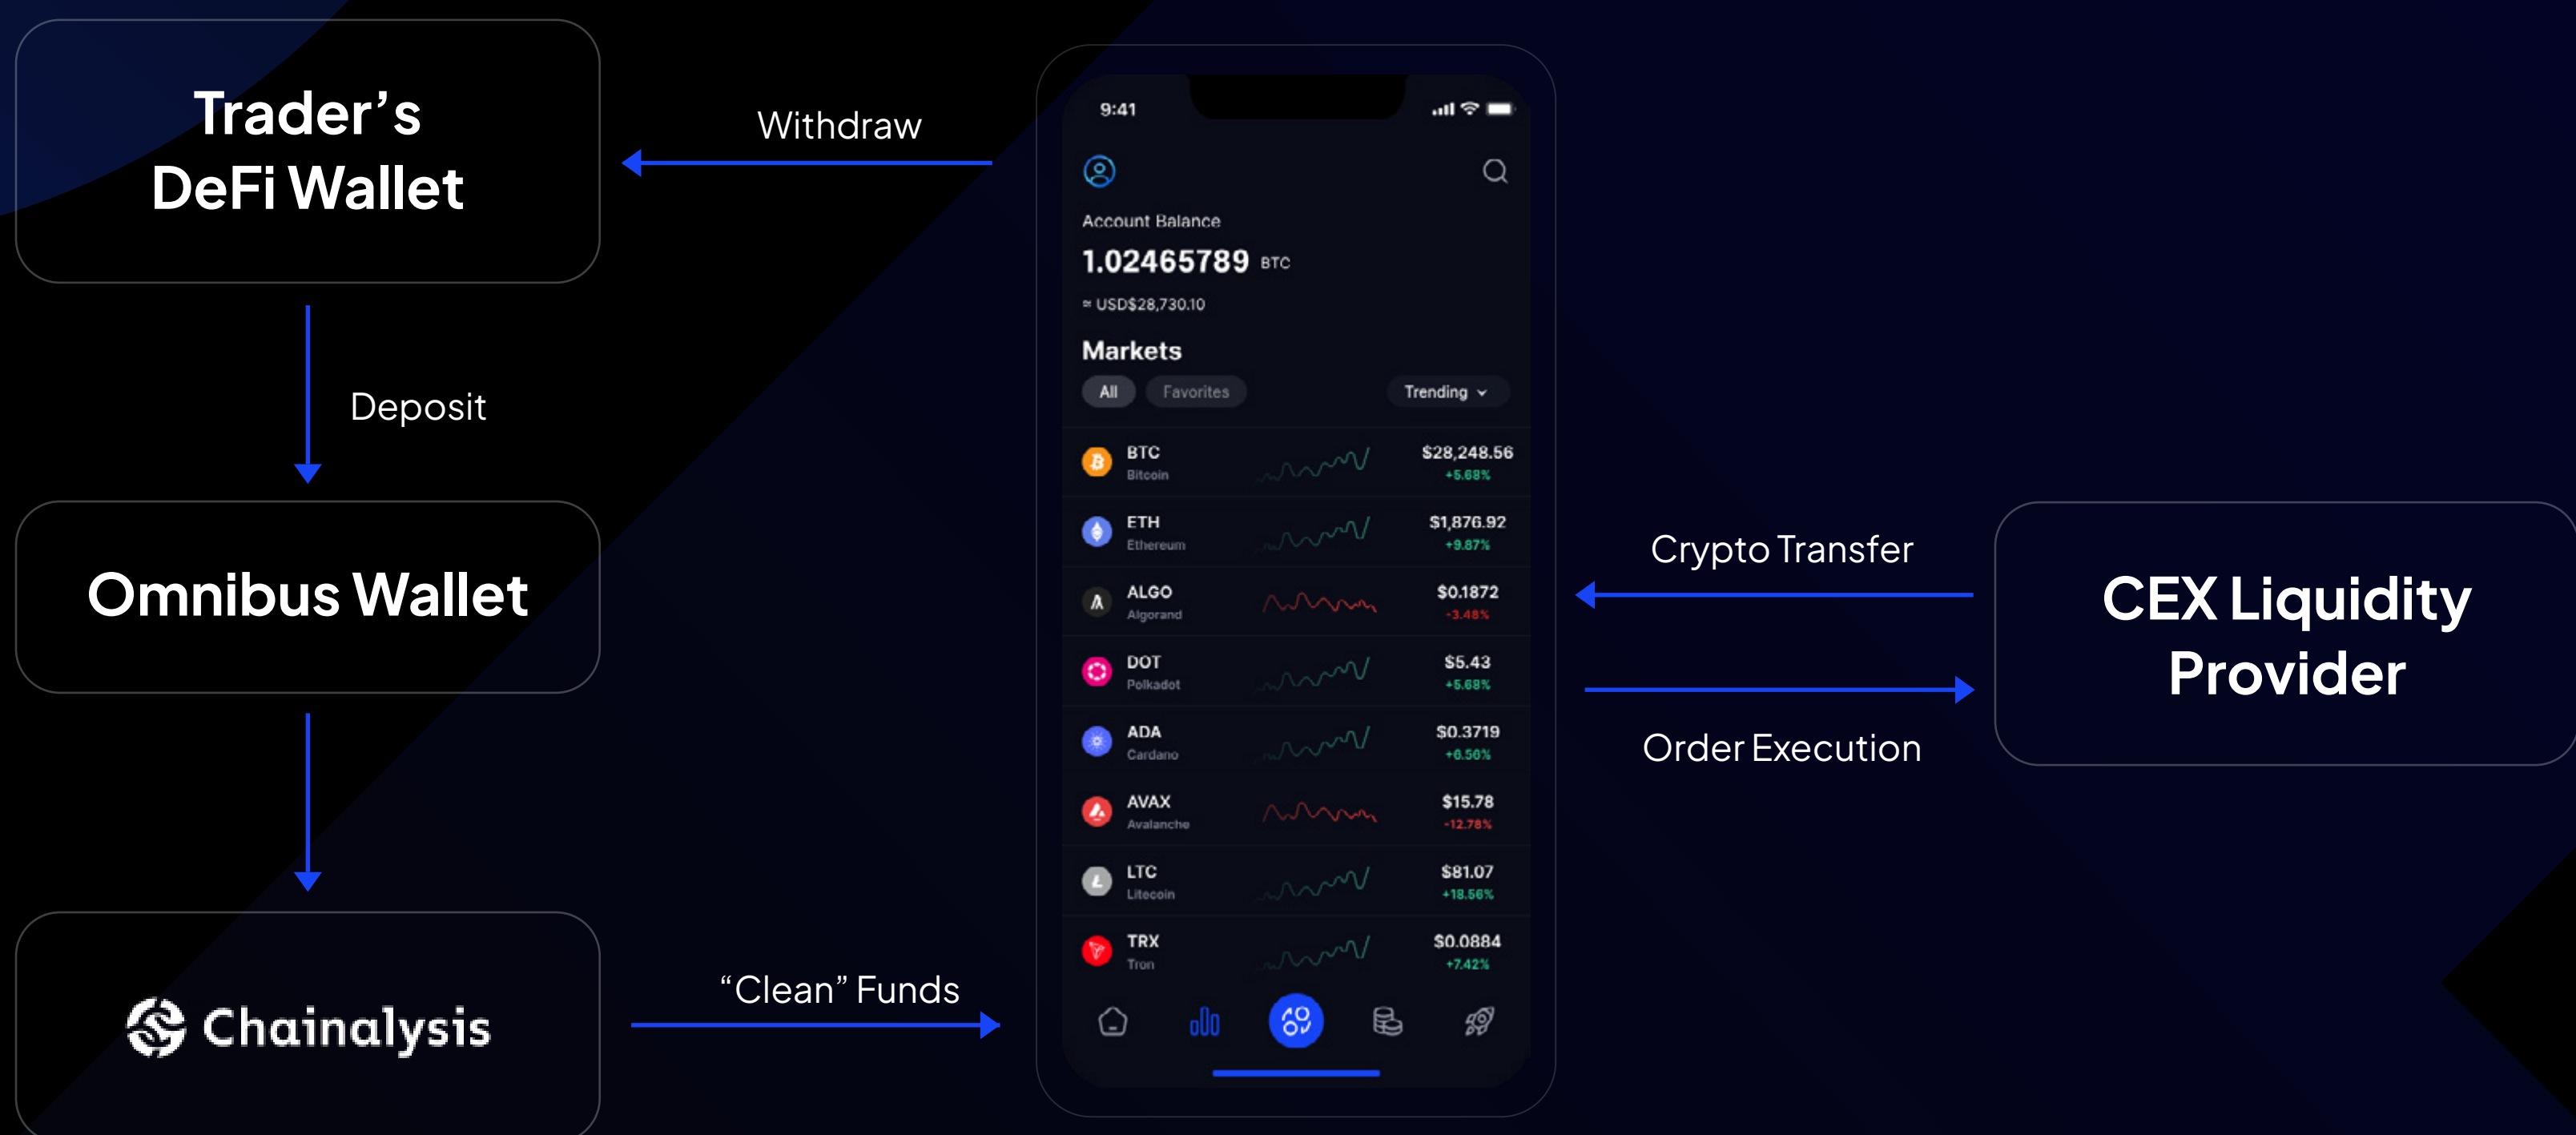 Trader’s
DeFi Wallet
Withdraw
Deposit
Omnibus Wallet
Chainalysis
“Clean” Funds
9:41
Account Balance
1.02465789 BTC
≈ USD$28,730.10
Markets
All Favorites Trending
BTC $28,248.56
Bitcoin +5.68%
ETH $1,876.92
Ethereum +9.87%
ALGO $0.1872
Algorand -3.48%
DOT $5.43
Polkadot +5.68%
ADA $0.3719
Cardano +6.56%
AVAX $15.78
Avalanche -12.78%
LTC $81.07
Litecoin +18.56%
TRX $0.0884
Tron +7.42%
Crypto Transfer
Order Execution
CEX Liquidity
Provider